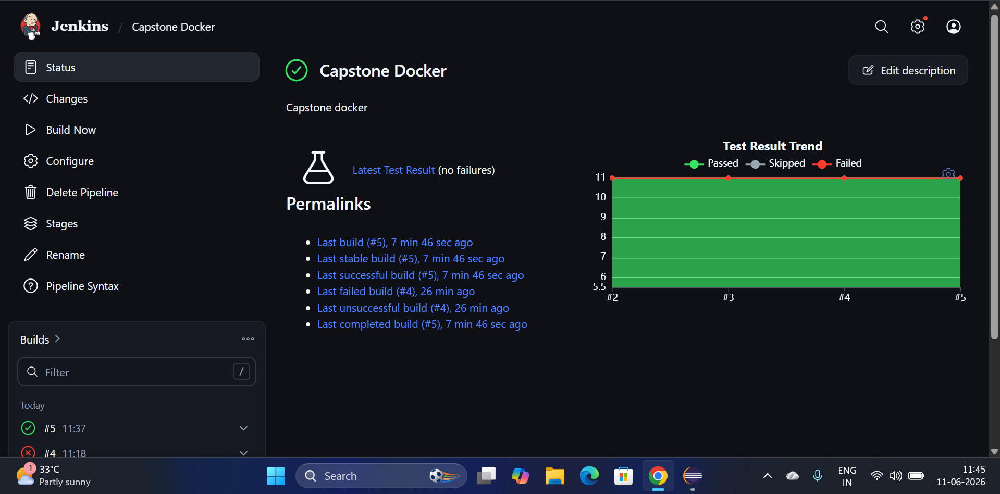 Jenkins / Capstone Docker
Status
Changes
Build Now
Configure
Delete Pipeline
Stages
Rename
Pipeline Syntax
Builds
Filter /
Today
#5 11:37
#4 11:18
Capstone Docker
Edit description
Capstone docker
Latest Test Result (no failures)
Permalinks
Last build (#5), 7 min 46 sec ago
Last stable build (#5), 7 min 46 sec ago
Last successful build (#5), 7 min 46 sec ago
Last failed build (#4), 26 min ago
Last unsuccessful build (#4), 26 min ago
Last completed build (#5), 7 min 46 sec ago
Test Result Trend
Passed Skipped Failed
11
10
9
8
7
6
5.5
#2 #3 #4 #5
1
33°C
Partly sunny
Search
ENG
IN
11:45
11-06-2026